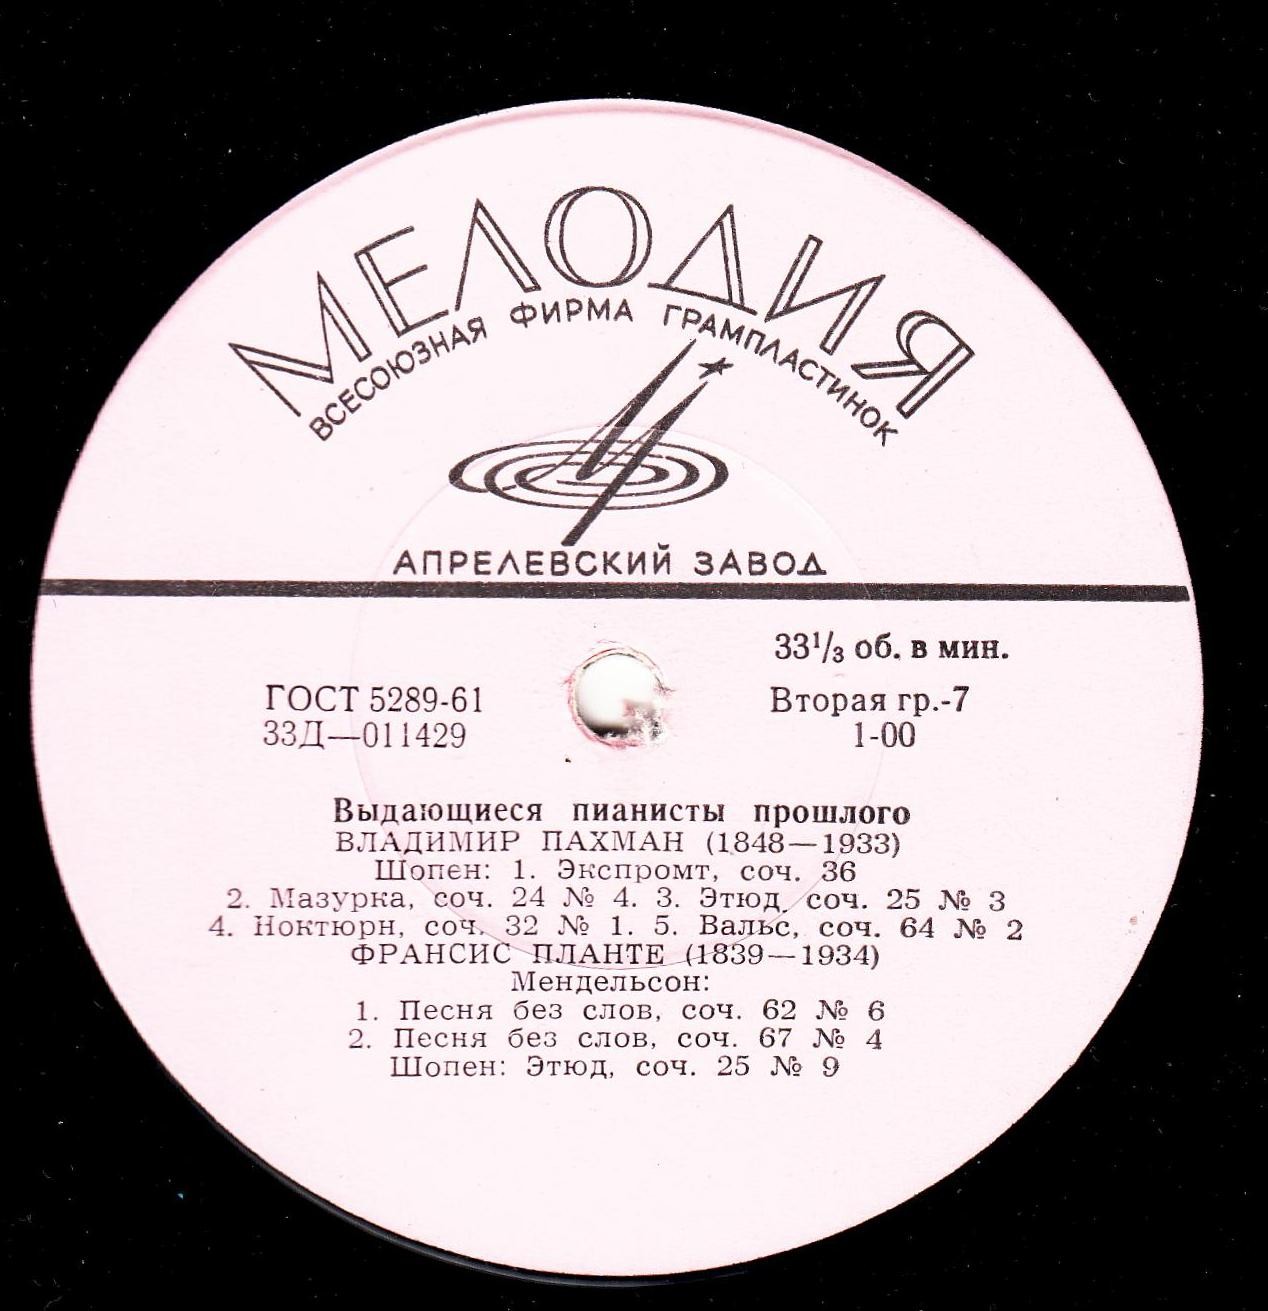 МЕЛОДИЯ
ВСЕСОЮЗНАЯ ФИРМА ГРАМПЛАСТИНОК
АПРЕЛЕВСКИЙ ЗАВОД
33¹/₃ об. в мин.
ГОСТ 5289-61
Вторая гр.-7
33Д—011429
1-00
Выдающиеся пианисты прошлого
ВЛАДИМИР ПАХМАН (1848—1933)
Шопен: 1. Экспромт, соч. 36
2. Мазурка, соч. 24 № 4. 3. Этюд, соч. 25 № 3
4. Ноктюрн, соч. 32 № 1. 5. Вальс, соч. 64 № 2
ФРАНСИС ПЛАНТЕ (1839—1934)
Мендельсон:
1. Песня без слов, соч. 62 № 6
2. Песня без слов, соч. 67 № 4
Шопен: Этюд, соч. 25 № 9